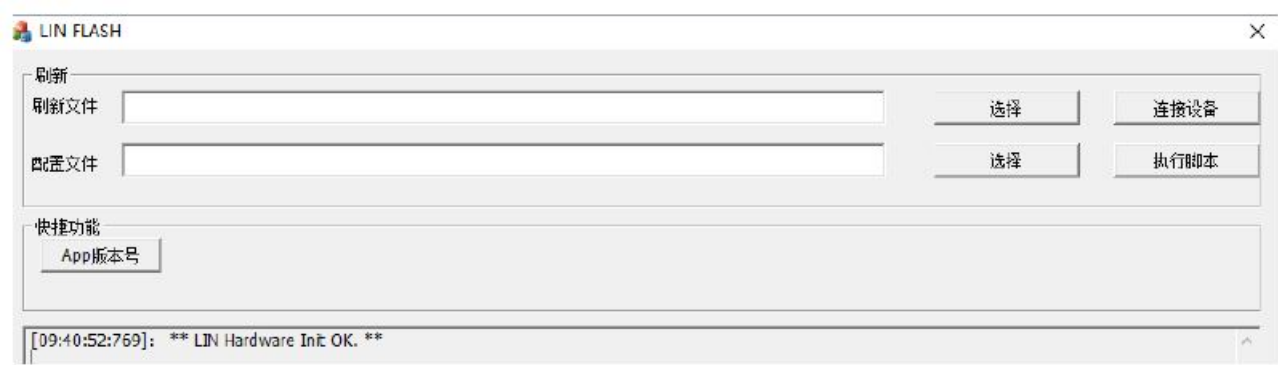 LIN FLASH
刷新
刷新文件 选择 连接设备
配置文件 选择 执行脚本
快捷功能
App版本号
[09:40:52:769]: ** LIN Hardware Init OK. **